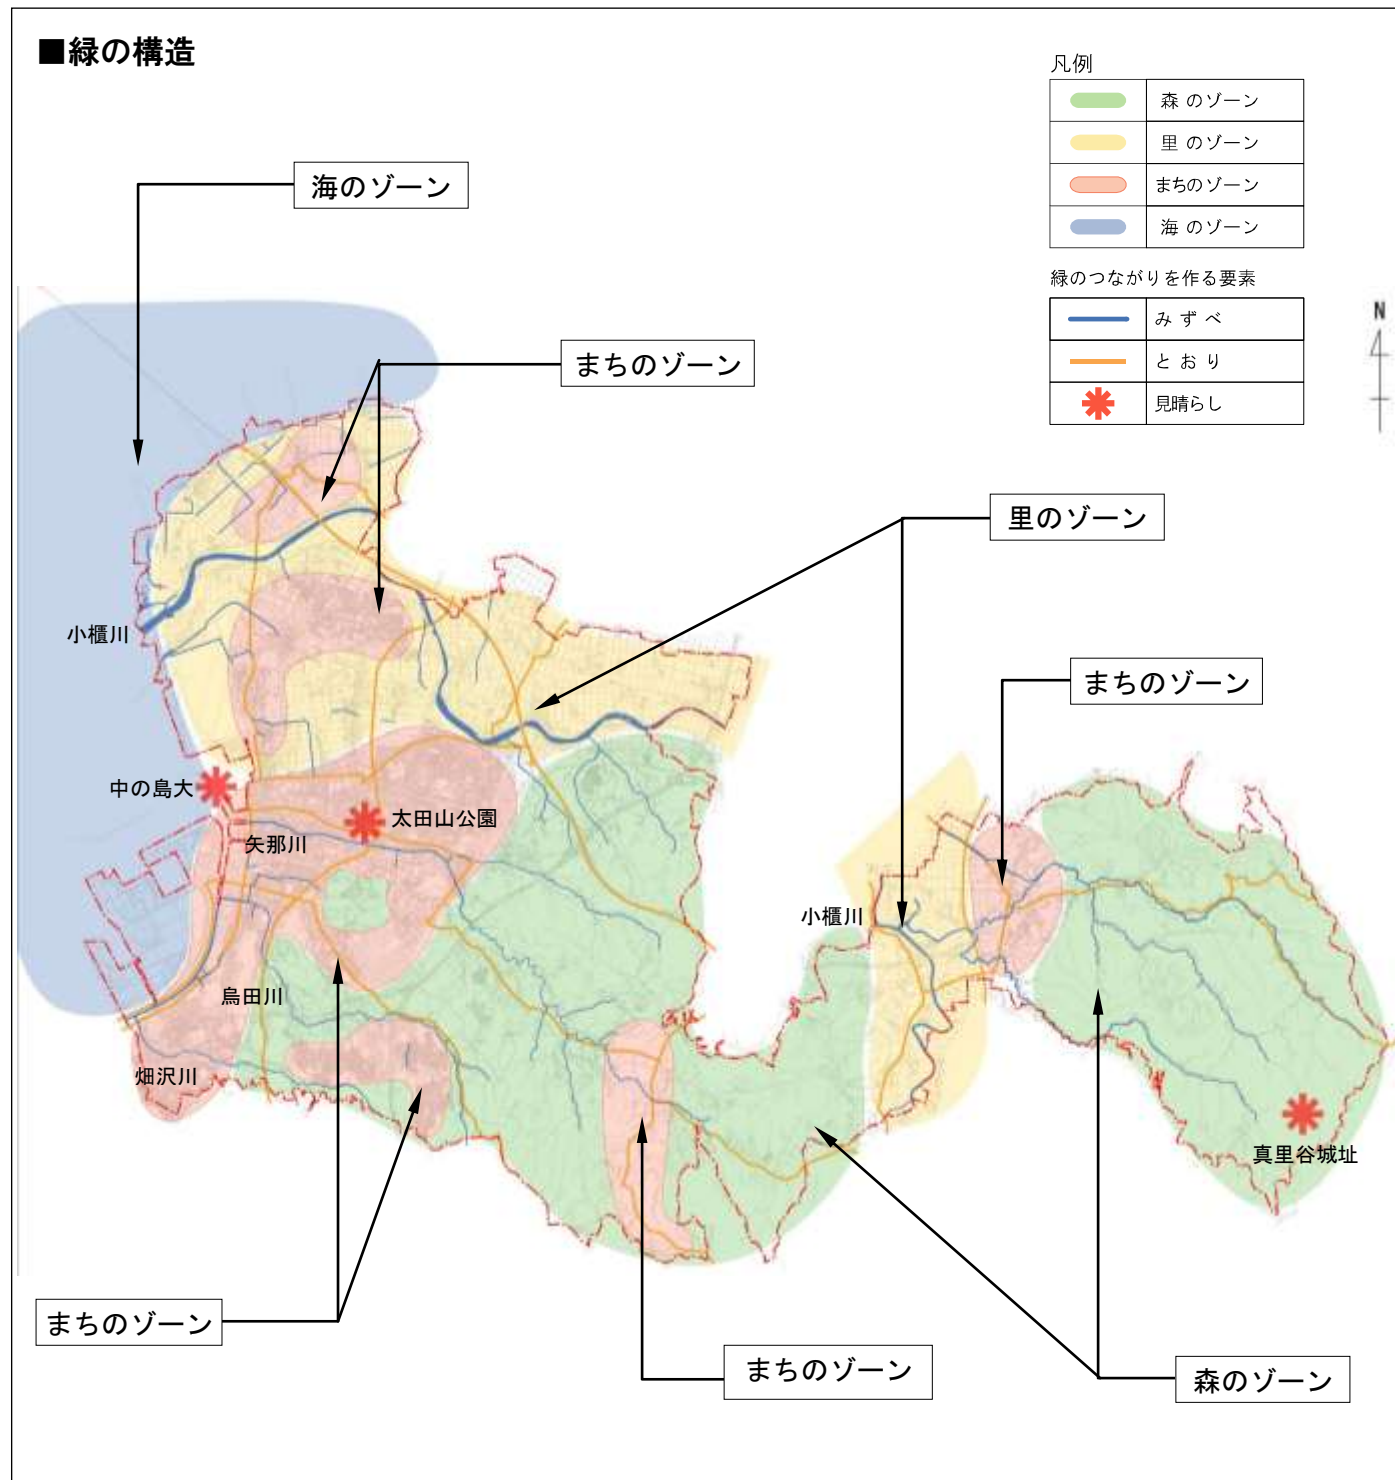 ■緑の構造
凡例
森 のゾーン
里 のゾーン
まちのゾーン
海 のゾーン
緑のつながりを作る要素
み ず べ
と お り
見晴らし
N
海のゾーン
まちのゾーン
里のゾーン
小櫃川
まちのゾーン
中の島大
太田山公園
矢那川
小櫃川
烏田川
畑沢川
真里谷城址
まちのゾーン
まちのゾーン
森のゾーン